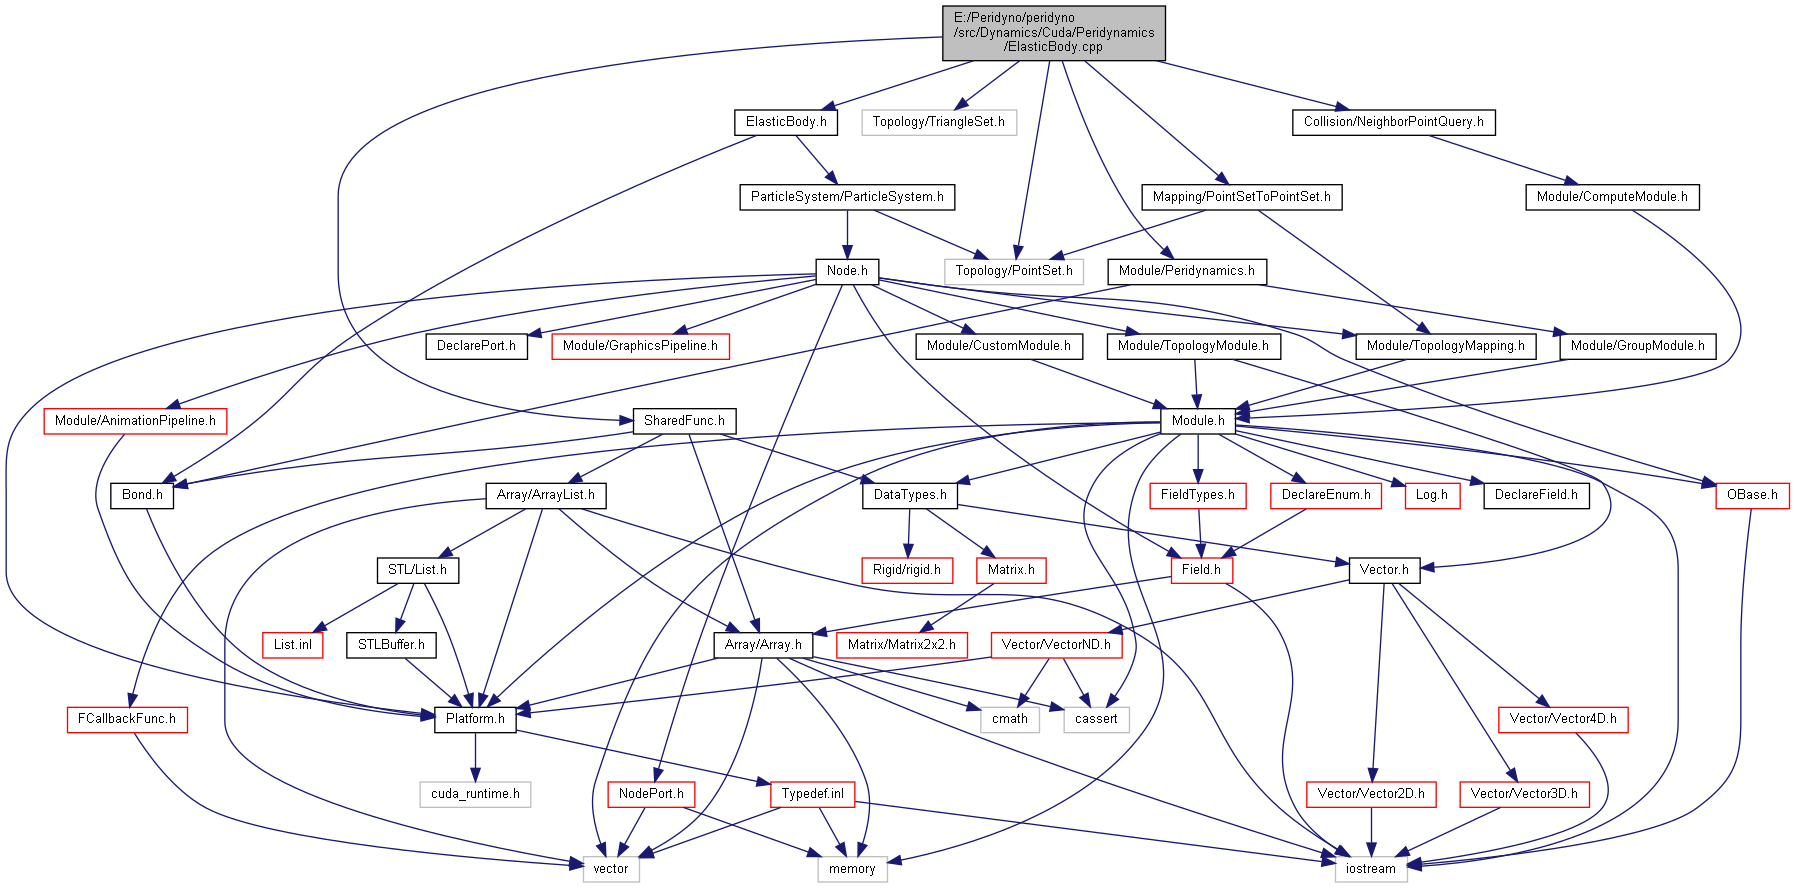 E:/Peridyno/peridyno
/src/Dynamics/Cuda/Peridynamics
/ElasticBody.cpp
ElasticBody.h
Topology/TriangleSet.h
Collision/NeighborPointQuery.h
ParticleSystem/ParticleSystem.h
Mapping/PointSetToPointSet.h
Module/ComputeModule.h
Node.h
Topology/PointSet.h
Module/Peridynamics.h
DeclarePort.h
Module/GraphicsPipeline.h
Module/CustomModule.h
Module/TopologyModule.h
Module/TopologyMapping.h
Module/GroupModule.h
Module/AnimationPipeline.h
SharedFunc.h
Module.h
Bond.h
Array/ArrayList.h
DataTypes.h
FieldTypes.h
DeclareEnum.h
Log.h
DeclareField.h
OBase.h
STL/List.h
Rigid/rigid.h
Matrix.h
Field.h
Vector.h
List.inl
STLBuffer.h
Array/Array.h
Matrix/Matrix2x2.h
Vector/VectorND.h
FCallbackFunc.h
Platform.h
cmath
cassert
Vector/Vector4D.h
cuda_runtime.h
NodePort.h
Typedef.inl
Vector/Vector2D.h
Vector/Vector3D.h
vector
memory
iostream